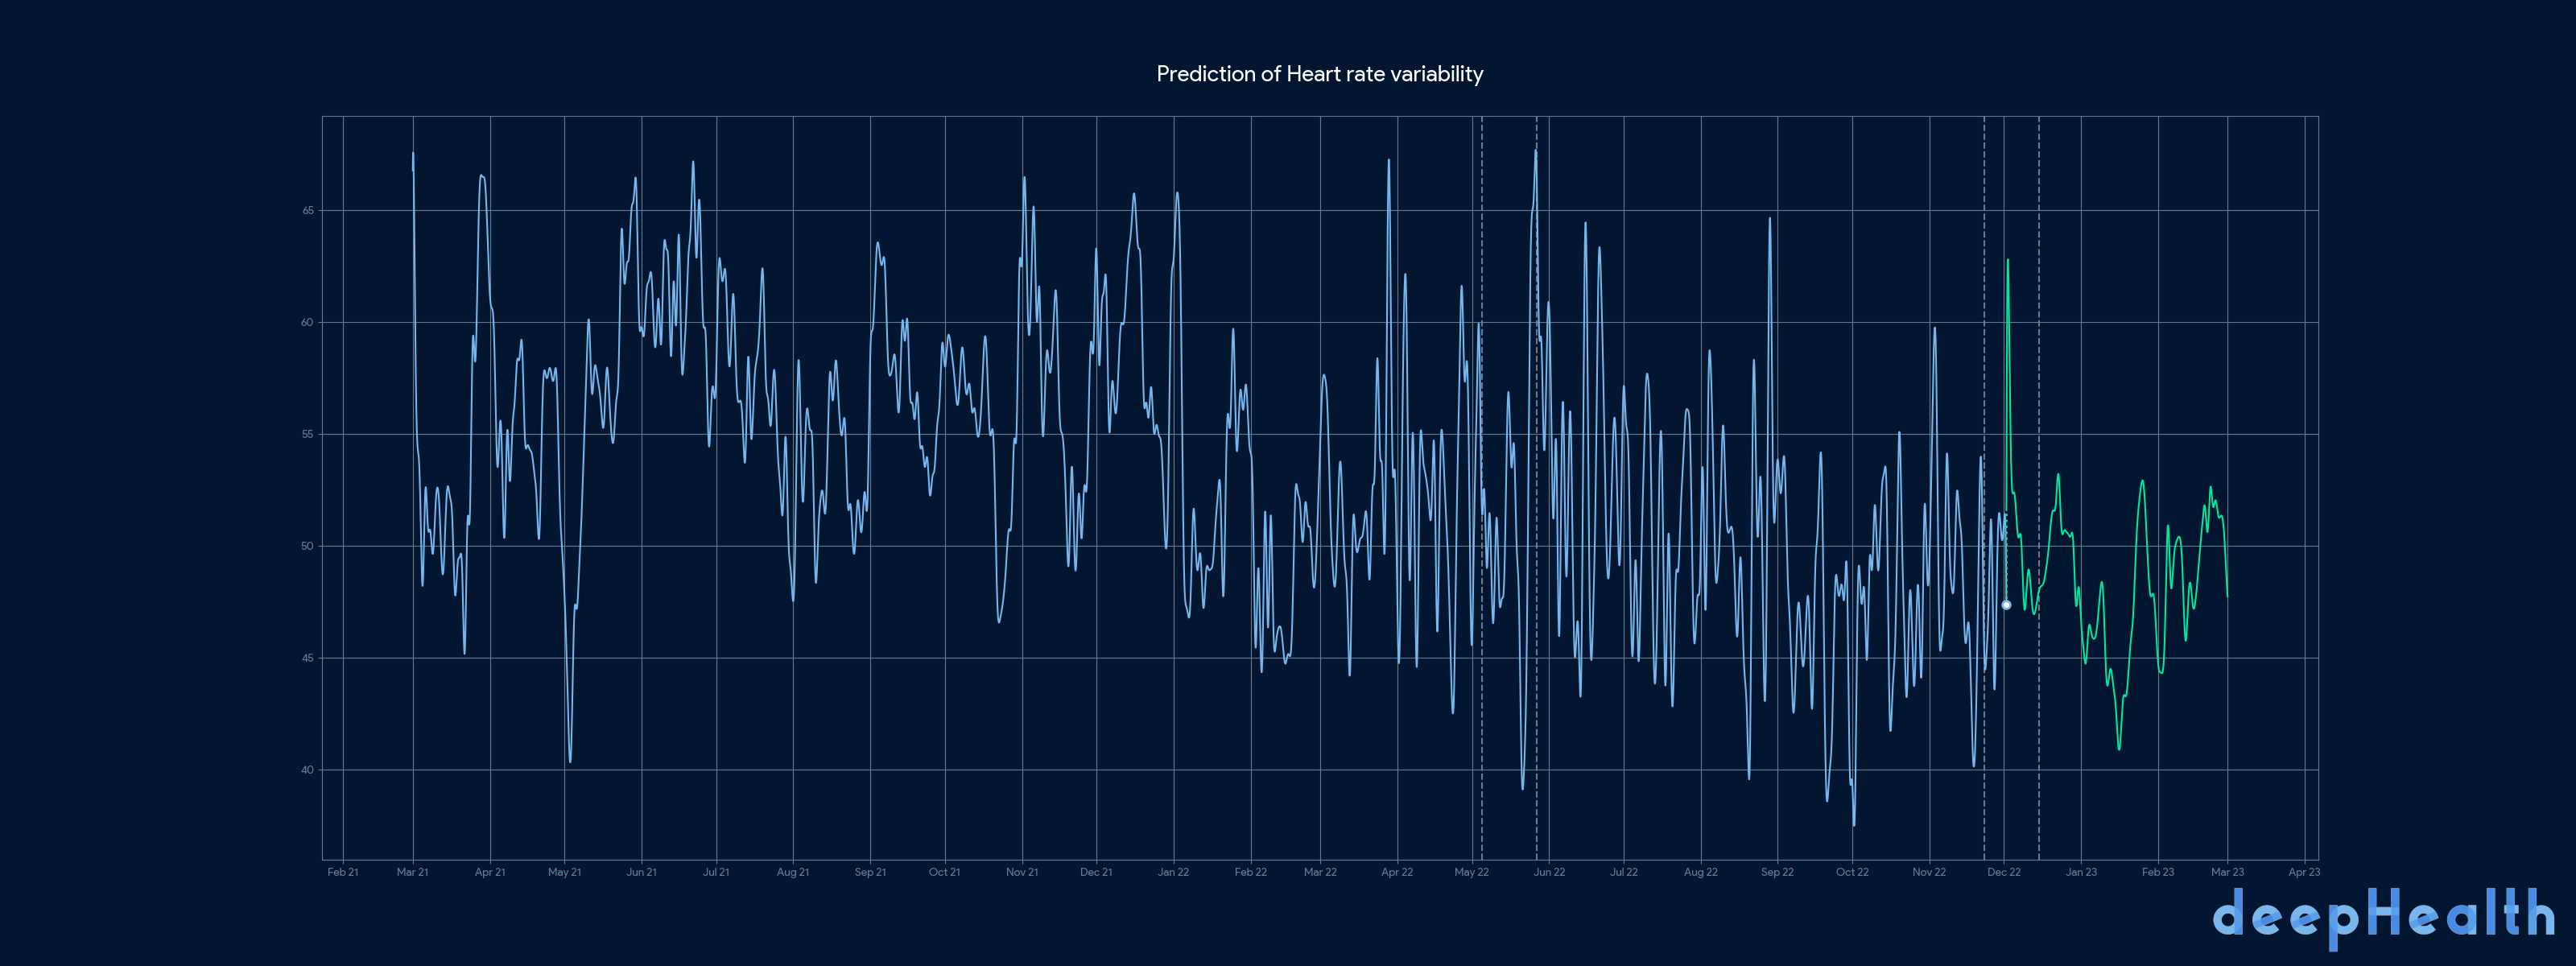 Prediction of Heart rate variability
65
60
55
50
45
40
Feb 21 Mar 21 Apr 21 May 21 Jun 21 Jul 21 Aug 21 Sep 21 Oct 21 Nov 21 Dec 21 Jan 22 Feb 22 Mar 22 Apr 22 May 22 Jun 22 Jul 22 Aug 22 Sep 22 Oct 22 Nov 22 Dec 22 Jan 23 Feb 23 Mar 23 Apr 23
deepHealth